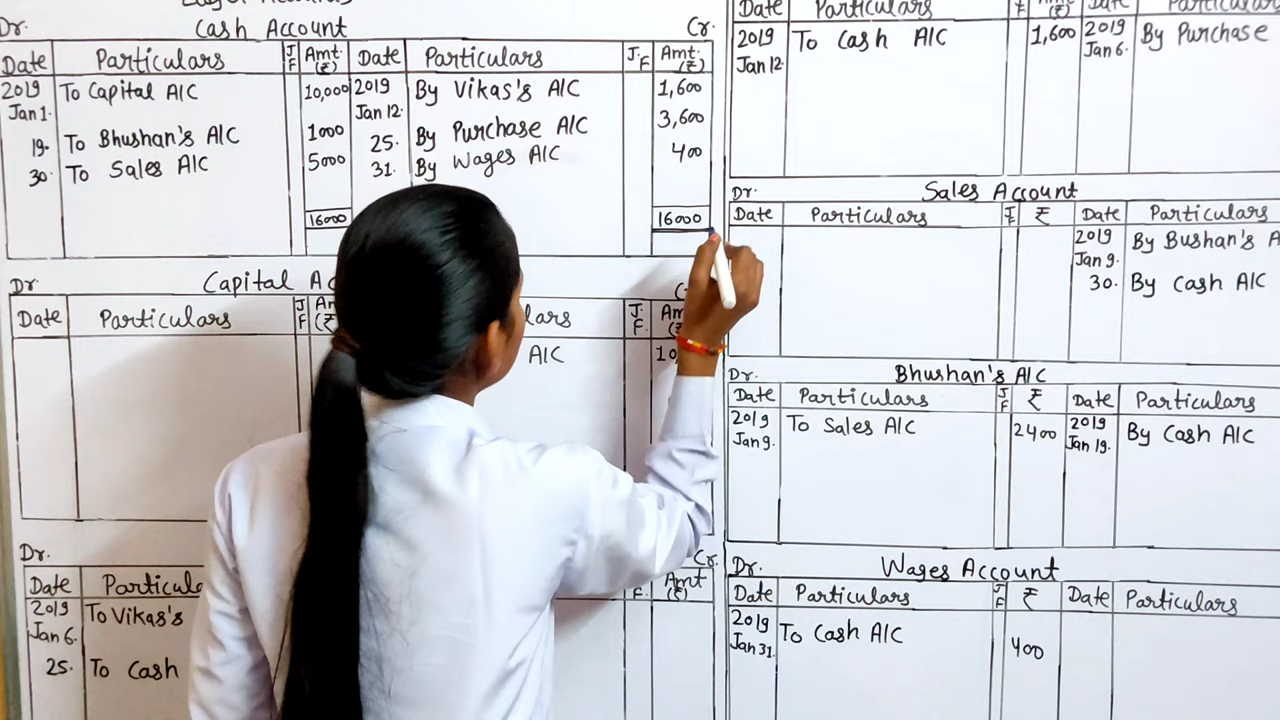 Dr. Cash Account Cr.
Date Particulars J F Amt. (₹) Date Particulars J.F Amt. (₹)
2019 To Capital A/C 10,000 2019 By Vikas's A/C 1,600
Jan 1. Jan 12.
19. To Bhushan's A/C 1000 25. By Purchase A/C 3,600
30. To Sales A/C 5000 31. By Wages A/C 400
16000 16000
Dr Capital
Date Particulars J F (₹) J F.
A/C
Dr. Cr.
Date F. Amt (₹)
2019 To Vikas's
Jan 6.
25. To Cash
Date Particulars Date
2019 To Cash A/C 1,600 2019 By Purchase
Jan 12. Jan 6.
Dr. Sales Account
Date Particulars J F ₹ Date Particulars
2019 By Bushan's
Jan 9.
30. By Cash A/C
Dr. Bhushan's A/C
Date Particulars J F ₹ Date Particulars
2019 To Sales A/C 2400 2019 By Cash A/C
Jan 9. Jan 19.
Dr. Wages Account
Date Particulars J F ₹ Date Particulars
2019 To Cash A/C 400
Jan 31.